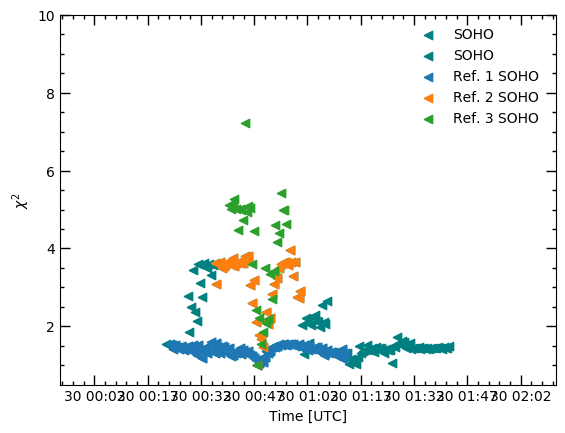 10
8
6
4
2
χ²
SOHO
SOHO
Ref. 1 SOHO
Ref. 2 SOHO
Ref. 3 SOHO
30 00:02 30 00:17 30 00:32 30 00:47 30 01:02 30 01:17 30 01:32 30 01:47 30 02:02
Time [UTC]